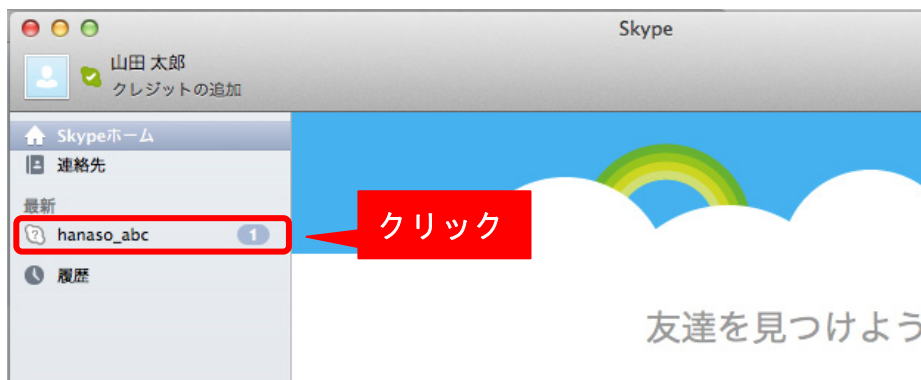 Skype
山田 太郎
クレジットの追加
Skypeホーム
連絡先
最新
hanaso_abc 1
クリック
履歴
友達を見つけよう